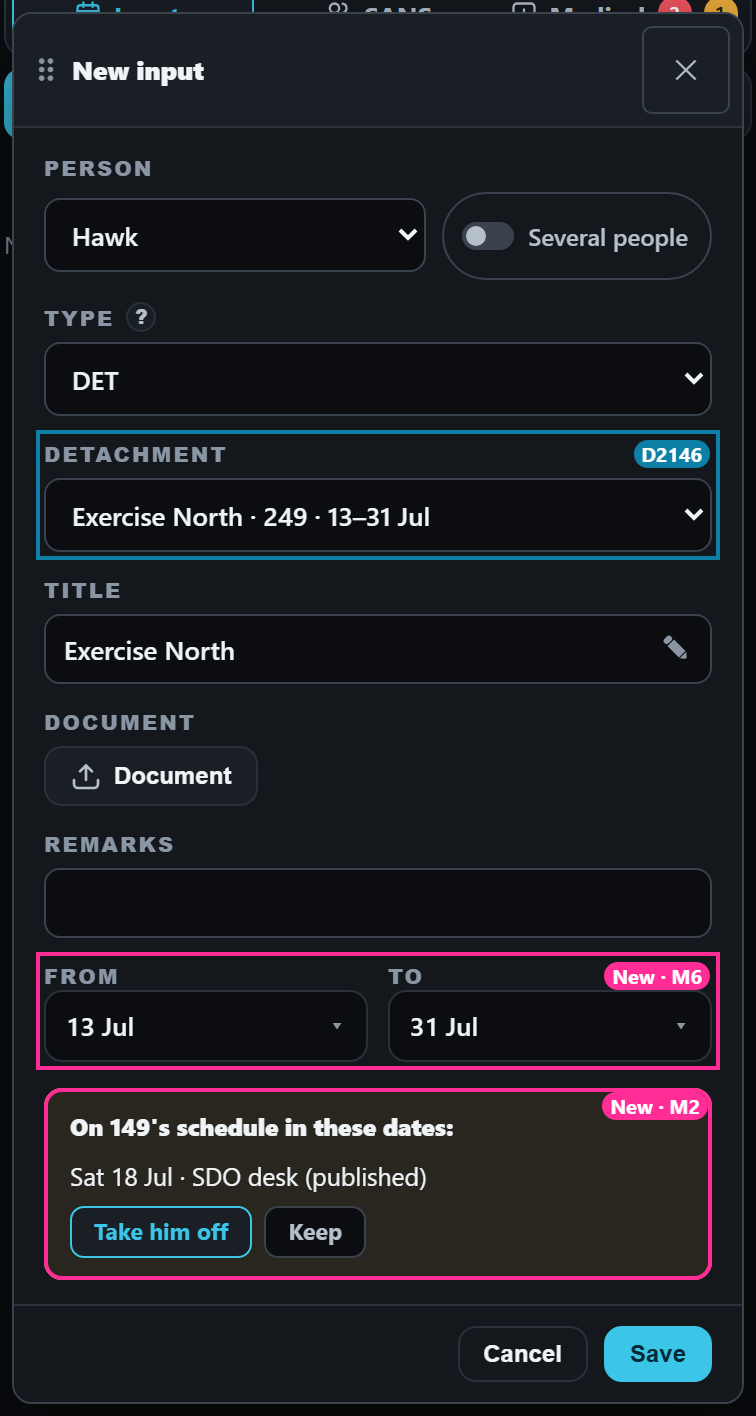 New input
PERSON
Hawk
Several people
TYPE ?
DET
DETACHMENT D2146
Exercise North · 249 · 13–31 Jul
TITLE
Exercise North
DOCUMENT
Document
REMARKS
FROM TO New · M6
13 Jul 31 Jul
New · M2
On 149's schedule in these dates:
Sat 18 Jul · SDO desk (published)
Take him off Keep
Cancel Save